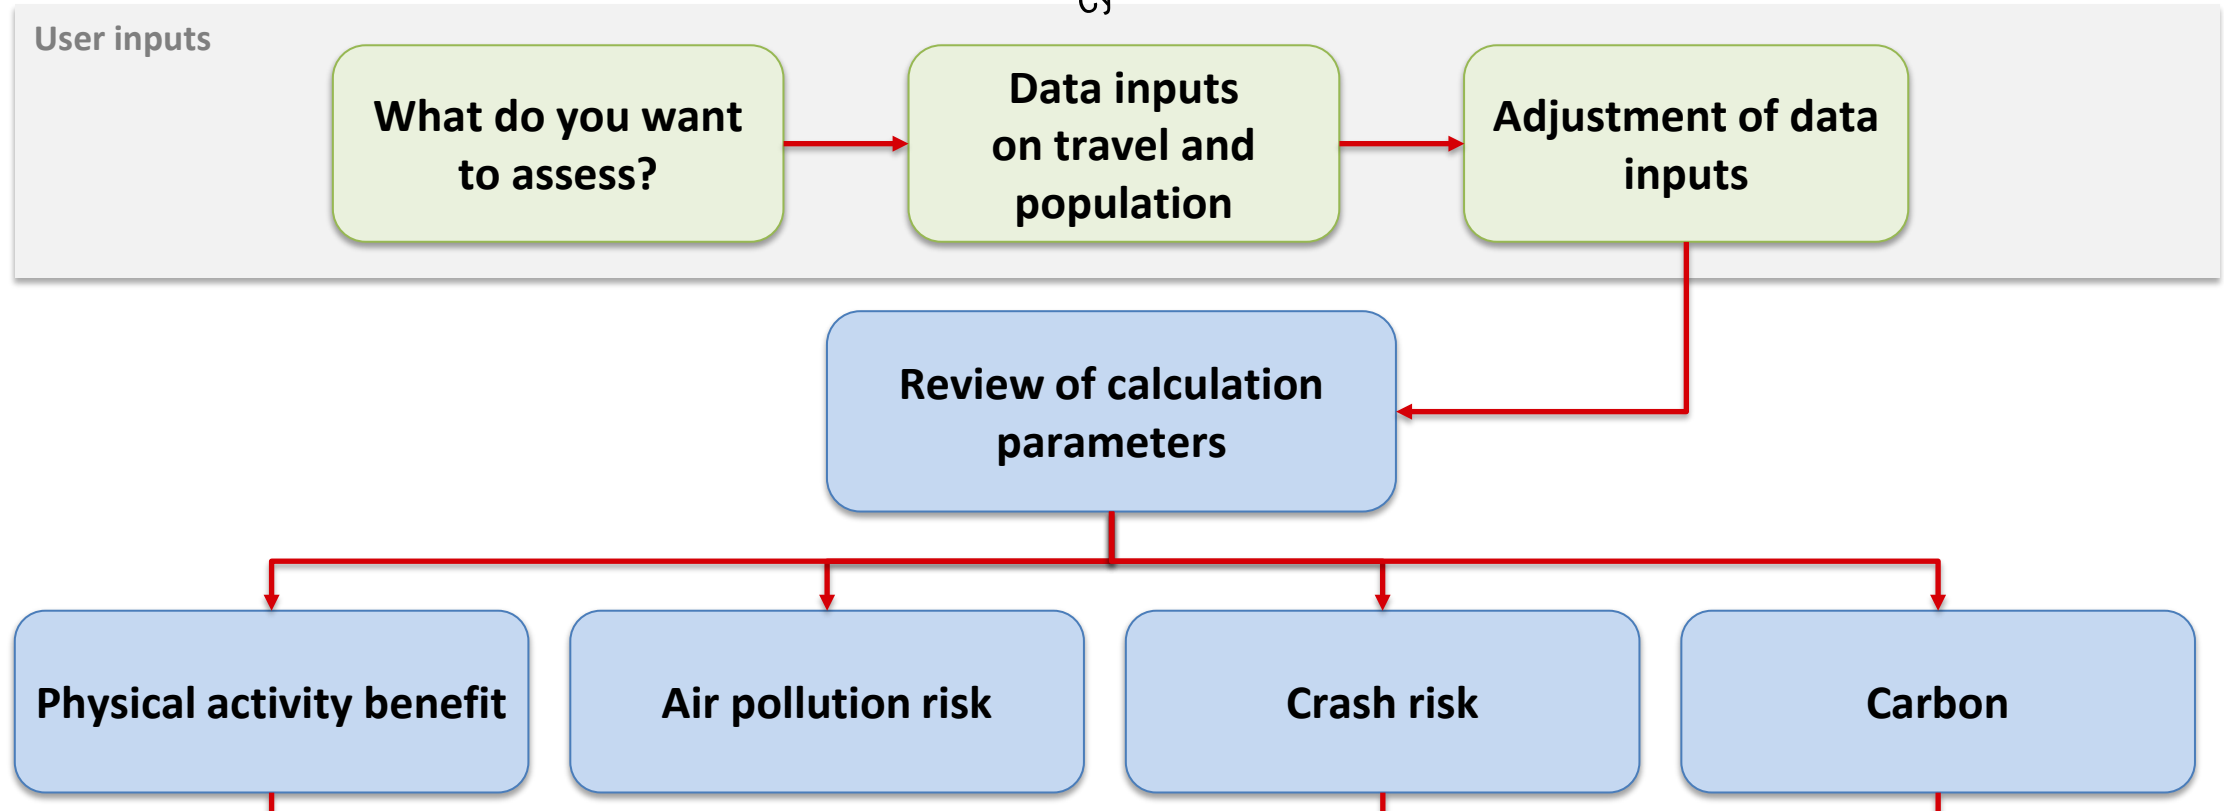 User inputs
What do you want
to assess?
Data inputs
on travel and
population
Adjustment of data
inputs
Review of calculation
parameters
Physical activity benefit
Air pollution risk
Crash risk
Carbon